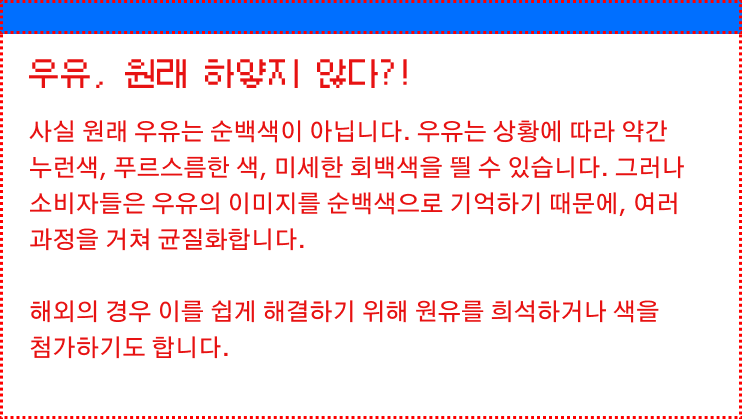 우유, 원래 하얗지 않다?!
사실 원래 우유는 순백색이 아닙니다. 우유는 상황에 따라 약간
누런색, 푸르스름한 색, 미세한 회백색을 띌 수 있습니다. 그러나
소비자들은 우유의 이미지를 순백색으로 기억하기 때문에, 여러
과정을 거쳐 균질화합니다.
해외의 경우 이를 쉽게 해결하기 위해 원유를 희석하거나 색을
첨가하기도 합니다.